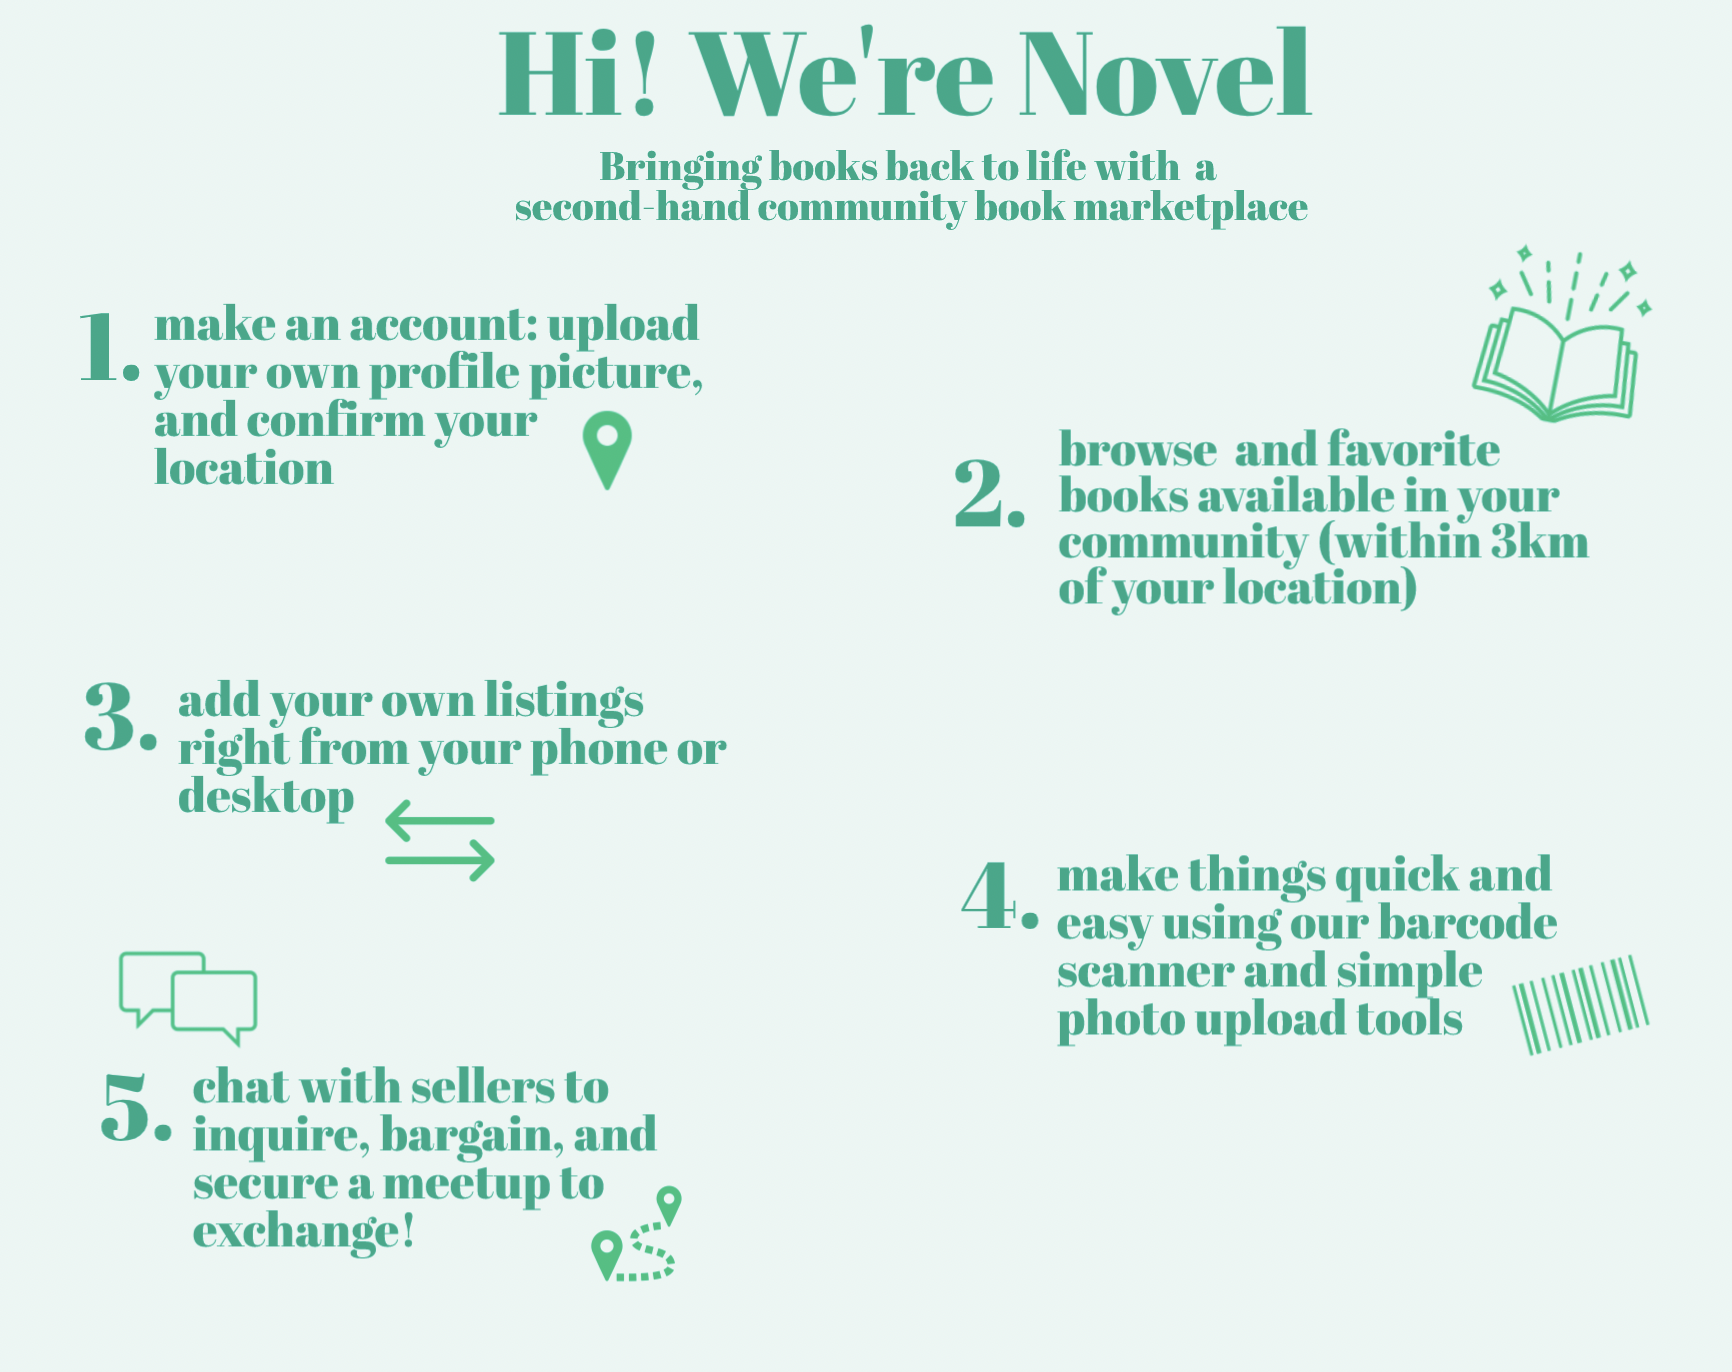 Hi! We're Novel
Bringing books back to life with a
second-hand community book marketplace
1. make an account: upload
your own profile picture,
and confirm your
location
2. browse and favorite
books available in your
community (within 3km
of your location)
3. add your own listings
right from your phone or
desktop
4. make things quick and
easy using our barcode
scanner and simple
photo upload tools
5. chat with sellers to
inquire, bargain, and
secure a meetup to
exchange!